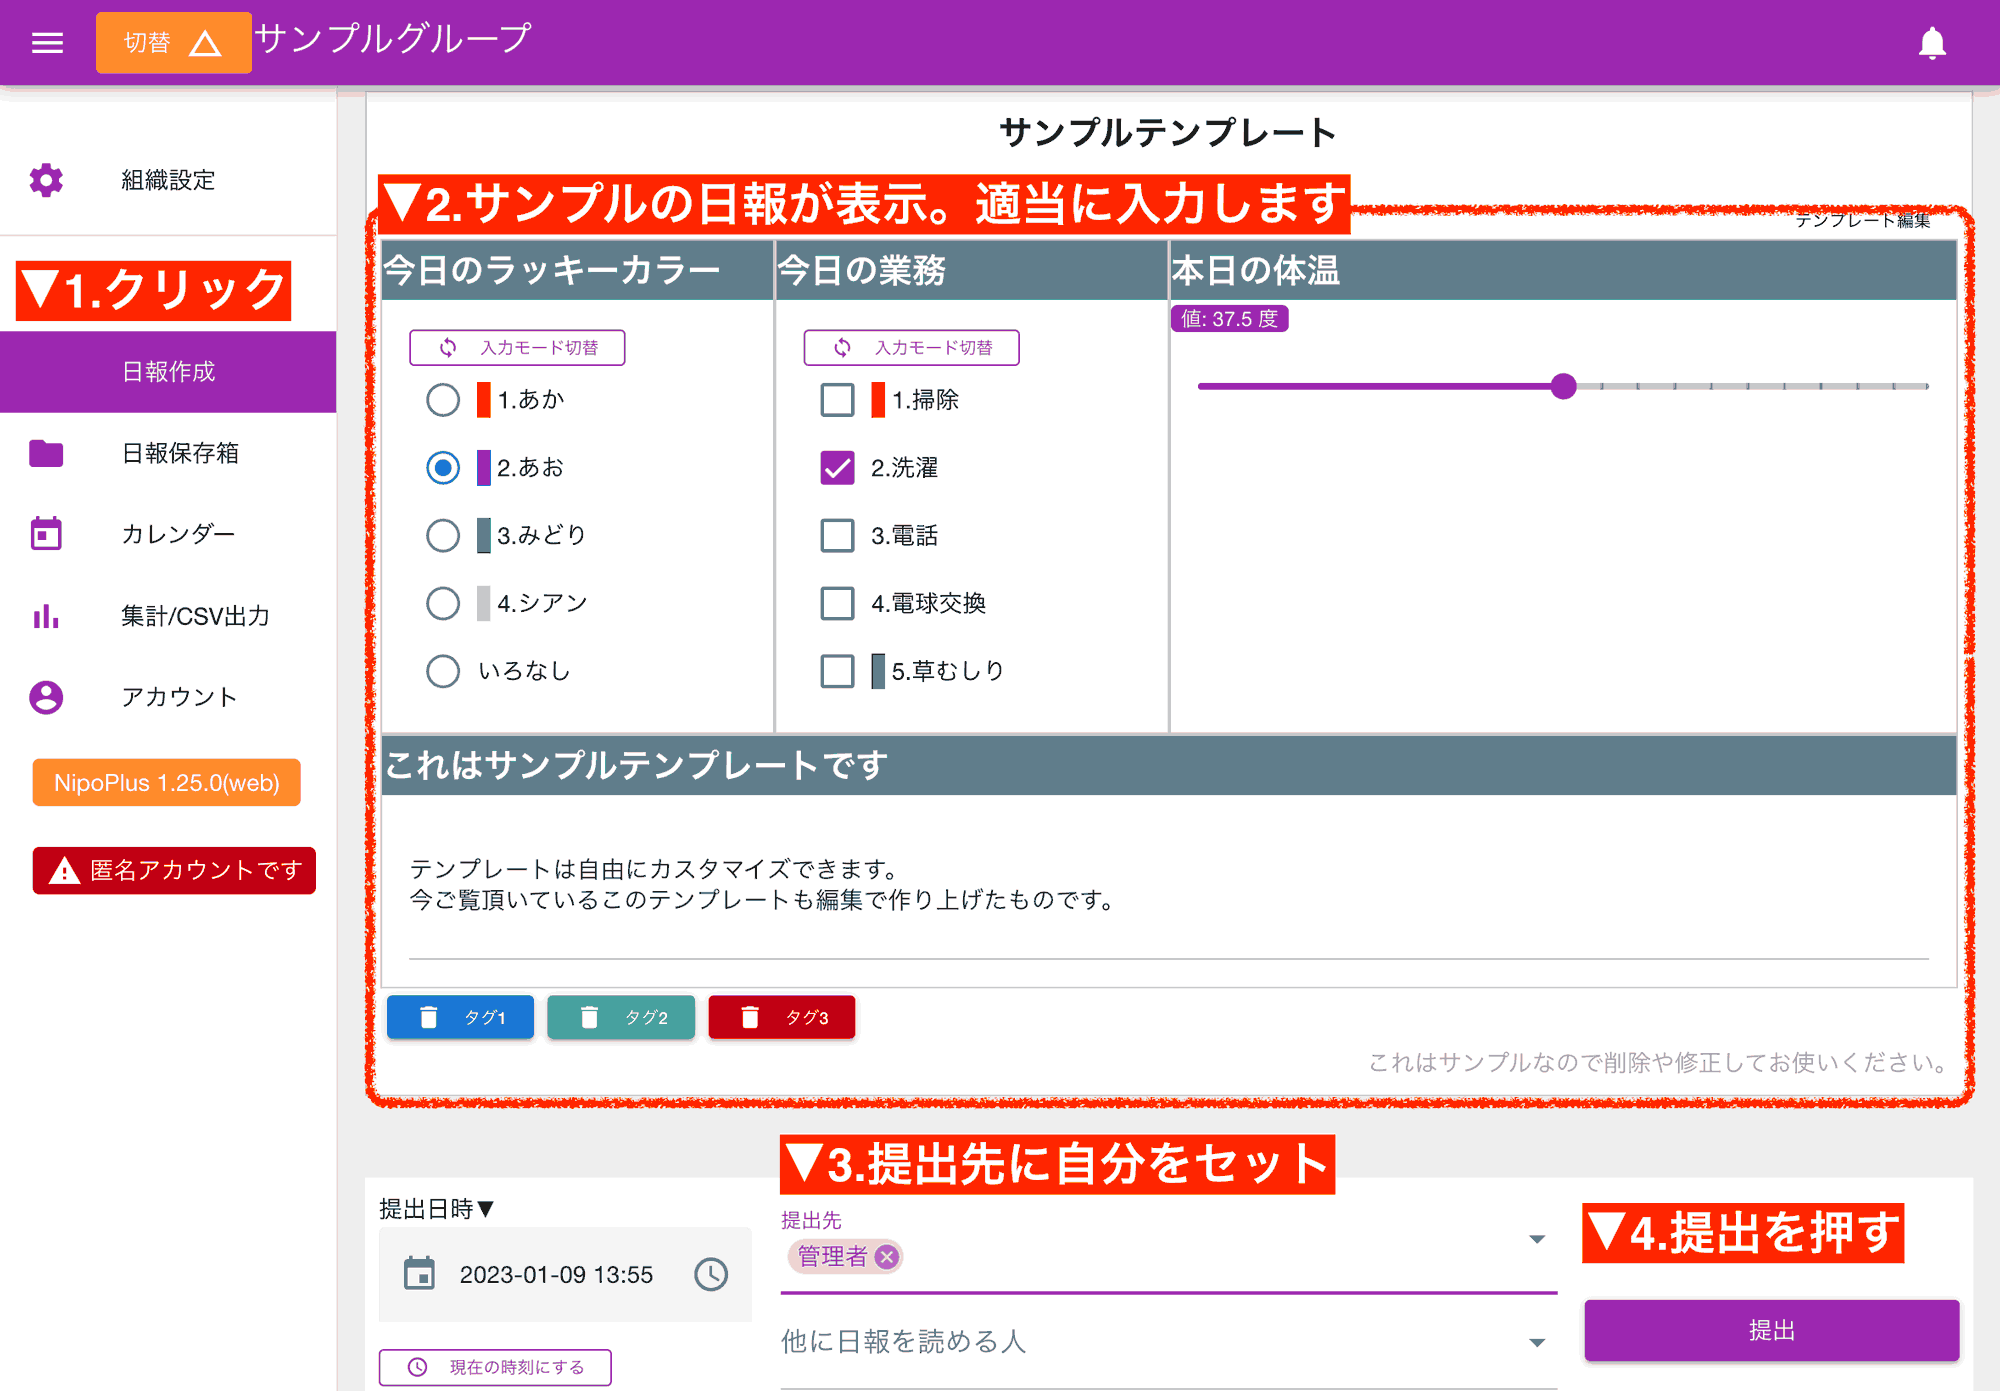 切替
サンプルグループ
組織設定
▼1.クリック
日報作成
日報保存箱
カレンダー
集計/CSV出力
アカウント
NipoPlus 1.25.0(web)
匿名アカウントです
サンプルテンプレート
▼2.サンプルの日報が表示。適当に入力します
テンプレート編集
今日のラッキーカラー
入力モード切替
1.あか
2.あお
3.みどり
4.シアン
いろなし
今日の業務
入力モード切替
1.掃除
2.洗濯
3.電話
4.電球交換
5.草むしり
本日の体温
値: 37.5 度
これはサンプルテンプレートです
テンプレートは自由にカスタマイズできます。
今ご覧頂いているこのテンプレートも編集で作り上げたものです。
タグ1
タグ2
タグ3
これはサンプルなので削除や修正してお使いください。
▼3.提出先に自分をセット
提出日時▼
2023-01-09 13:55
現在の時刻にする
提出先
管理者
他に日報を読める人
▼4.提出を押す
提出